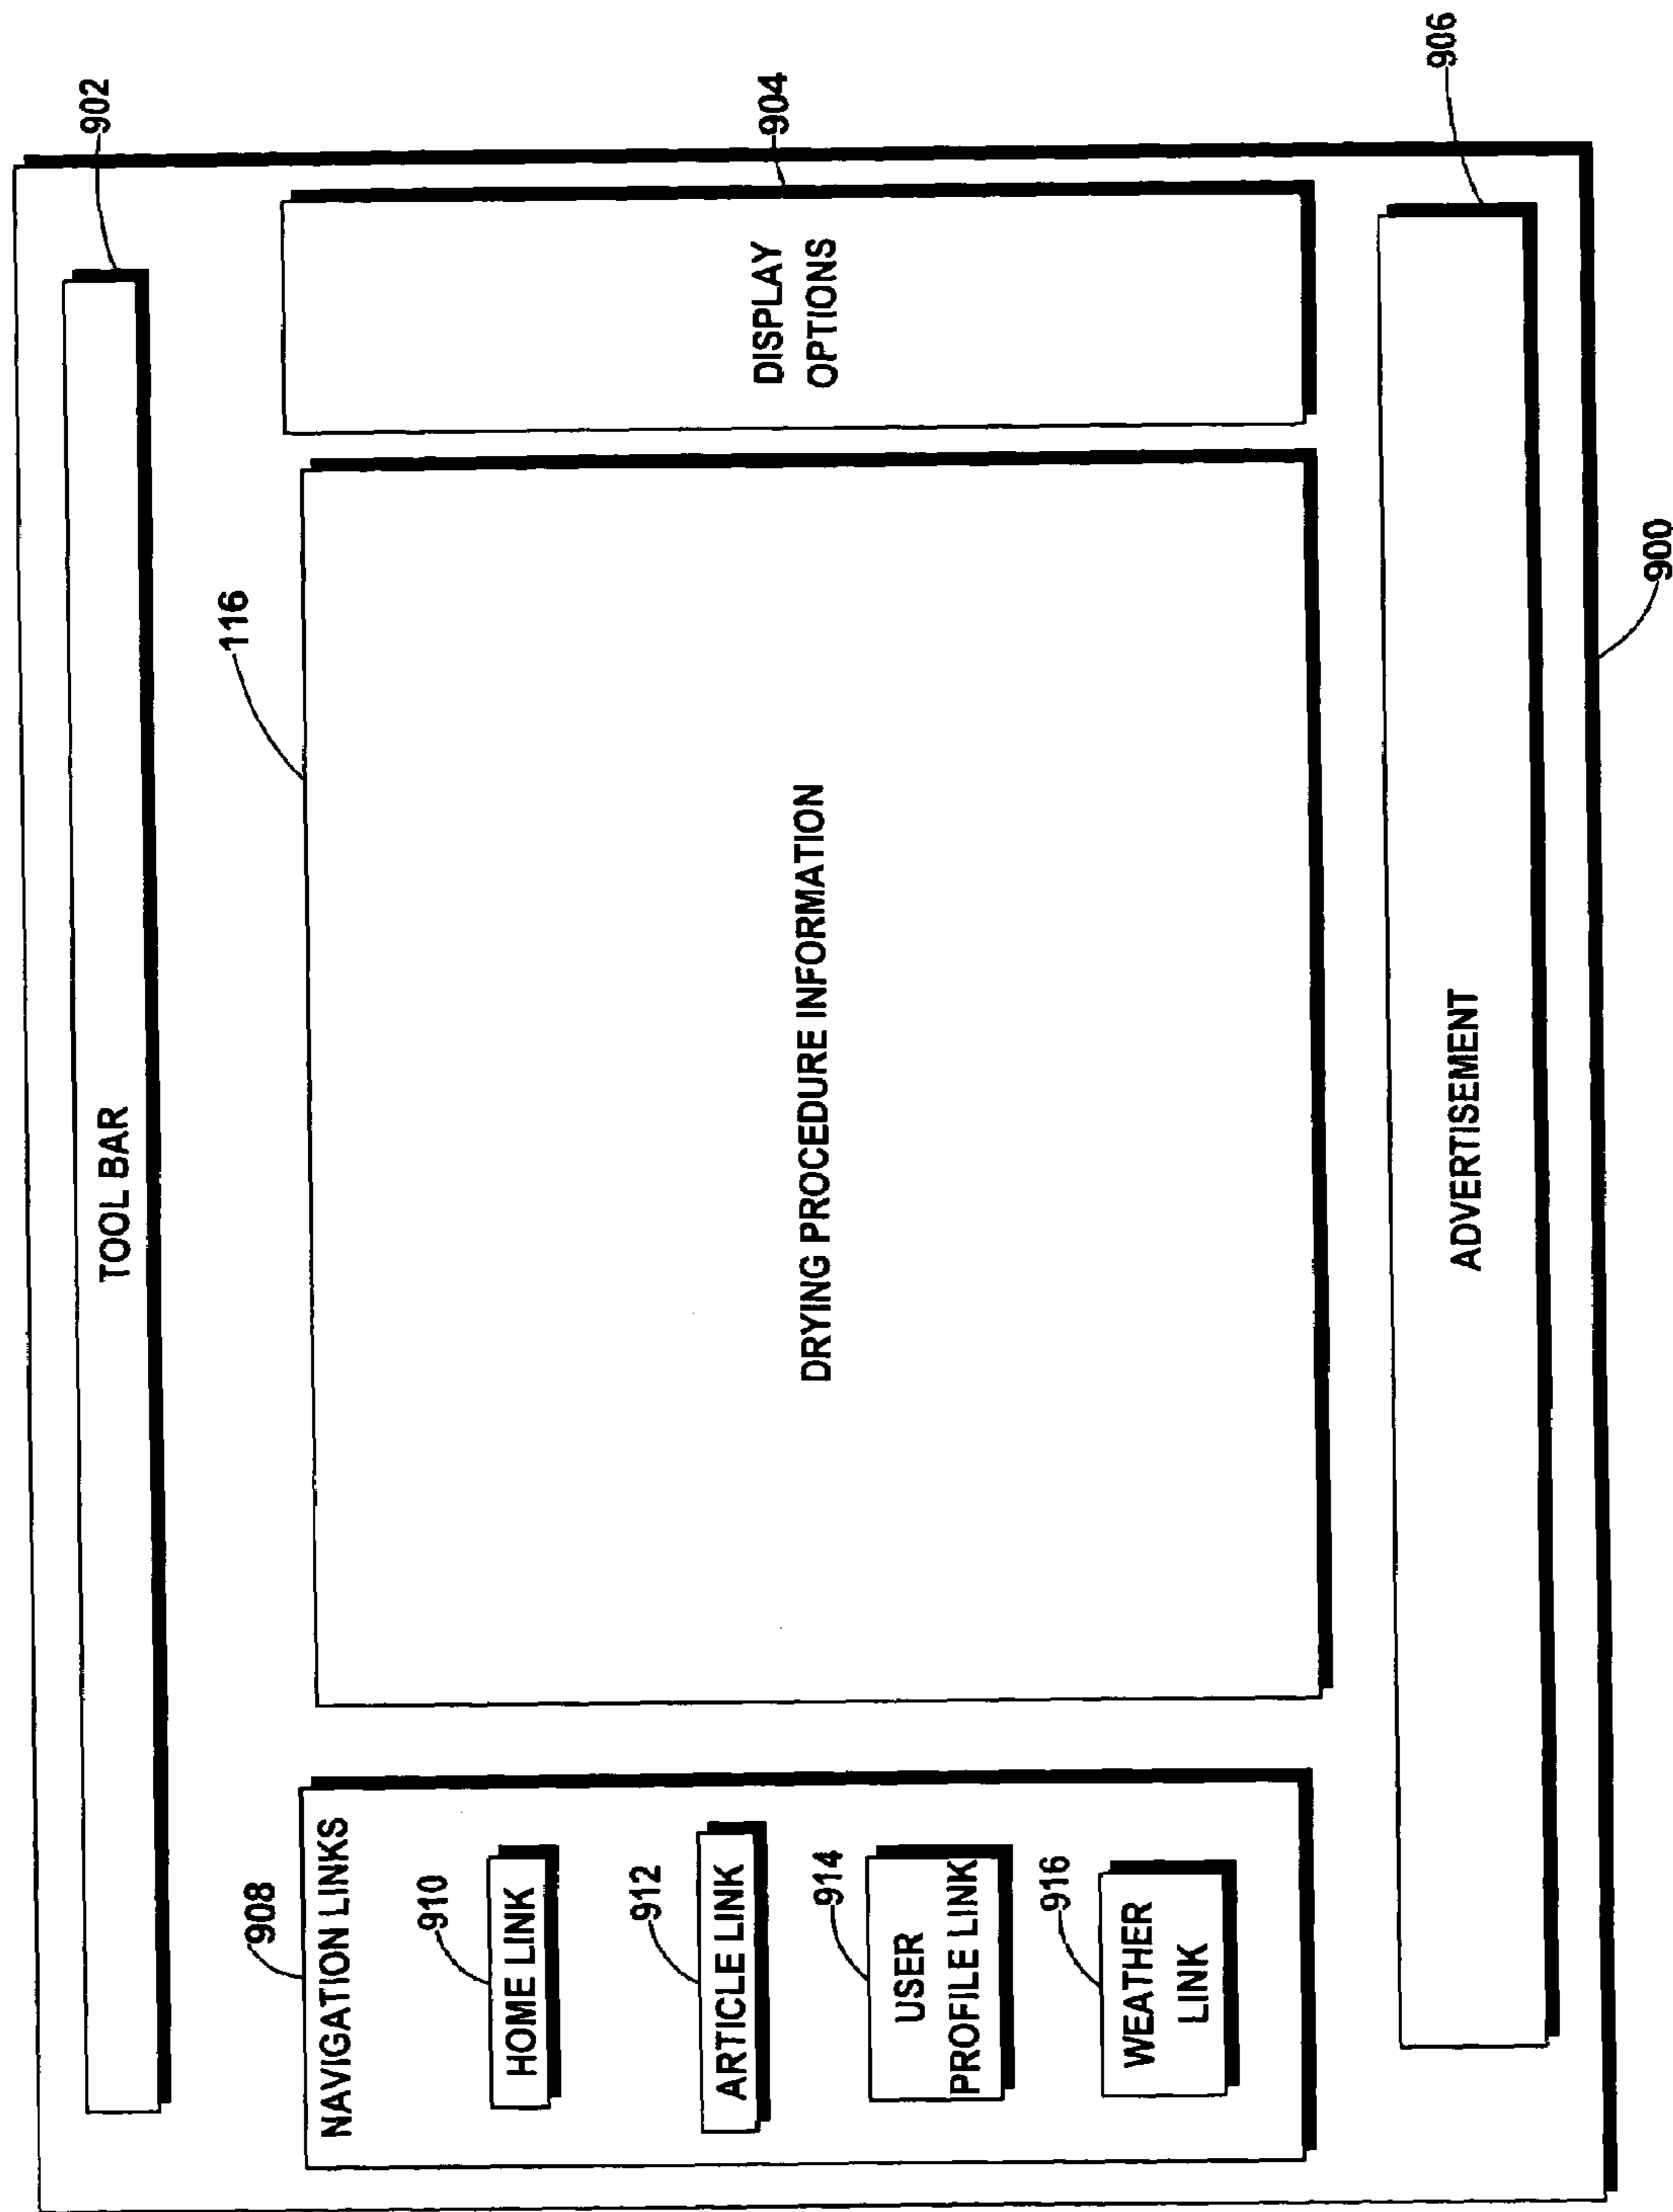 902
TOOL BAR
116
908
NAVIGATION LINKS
910
HOME LINK
912
ARTICLE LINK
914
USER
PROFILE LINK
916
WEATHER
LINK
DRYING PROCEDURE INFORMATION
904
DISPLAY
OPTIONS
ADVERTISEMENT
906
900